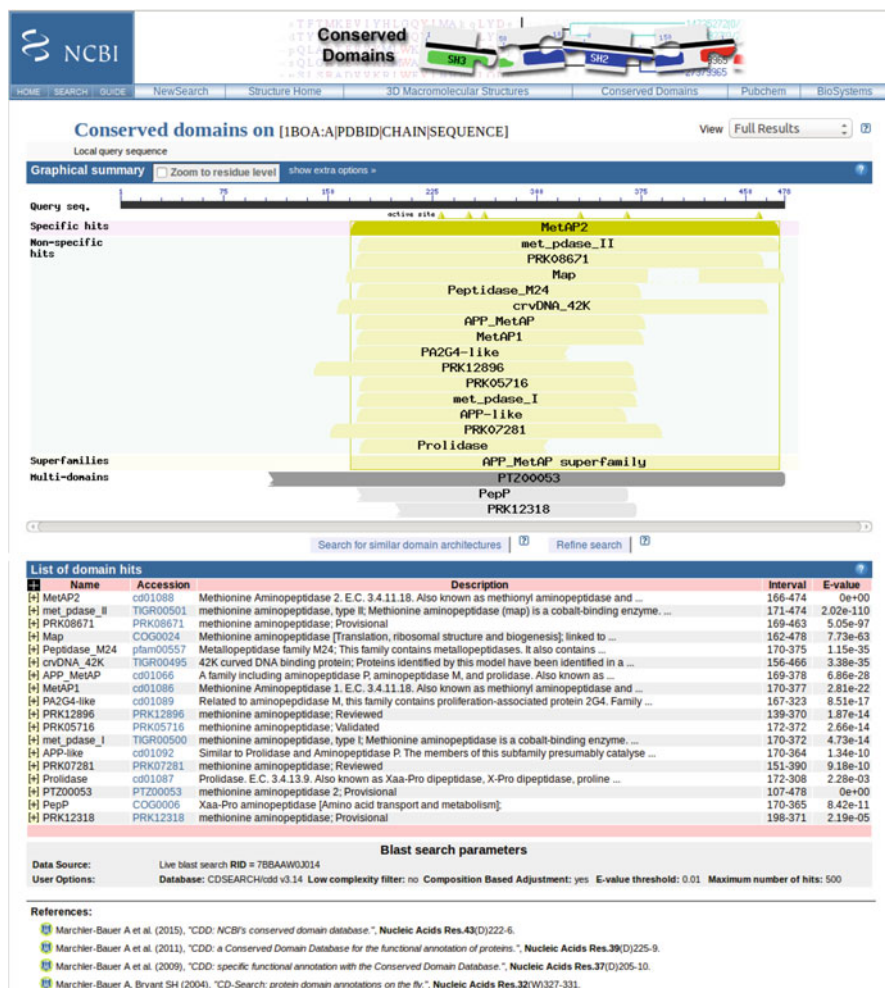 NCBI
Conserved
Domains
SH3
SH2
HOME SEARCH GUIDE NewSearch Structure Home 3D Macromolecular Structures Conserved Domains Pubchem BioSystems
Conserved domains on [1BOA:A|PDBID|CHAIN|SEQUENCE]
View Full Results
Local query sequence
Graphical summary Zoom to residue level show extra options »
1 75 150 225 300 375 450 478
Query seq.
active site
Specific hits MetAP2
Non-specific hits met_pdase_II
PRK08671
Map
Peptidase_M24
crvDNA_42K
APP_MetAP
MetAP1
PA2G4-like
PRK12896
PRK05716
met_pdase_I
APP-like
PRK07281
Prolidase
Superfamilies APP_MetAP superfamily
Multi-domains PTZ00053
PepP
PRK12318
Search for similar domain architectures Refine search
List of domain hits
Name Accession Description Interval E-value
[+] MetAP2 cd01088 Methionine Aminopeptidase 2. E.C. 3.4.11.18. Also known as methionyl aminopeptidase and ... 166-474 0e+00
[+] met_pdase_II TIGR00501 methionine aminopeptidase, type II; Methionine aminopeptidase (map) is a cobalt-binding enzyme. ... 171-474 2.02e-110
[+] PRK08671 PRK08671 methionine aminopeptidase; Provisional 169-463 5.05e-97
[+] Map COG0024 Methionine aminopeptidase [Translation, ribosomal structure and biogenesis]; linked to ... 162-478 7.73e-63
[+] Peptidase_M24 pfam00557 Metallopeptidase family M24; This family contains metallopeptidases. It also contains ... 170-375 1.15e-35
[+] crvDNA_42K TIGR00495 42K curved DNA binding protein; Proteins identified by this model have been identified in a ... 156-466 3.38e-35
[+] APP_MetAP cd01066 A family including aminopeptidase P, aminopeptidase M, and prolidase. Also known as ... 169-378 6.86e-28
[+] MetAP1 cd01086 Methionine Aminopeptidase 1. E.C. 3.4.11.18. Also known as methionyl aminopeptidase and ... 170-377 2.81e-22
[+] PA2G4-like cd01089 Related to aminopepdidase M, this family contains proliferation-associated protein 2G4. Family ... 167-323 8.51e-17
[+] PRK12896 PRK12896 methionine aminopeptidase; Reviewed 139-370 1.87e-14
[+] PRK05716 PRK05716 methionine aminopeptidase; Validated 172-372 2.66e-14
[+] met_pdase_I TIGR00500 methionine aminopeptidase, type I; Methionine aminopeptidase is a cobalt-binding enzyme. ... 170-372 4.73e-14
[+] APP-like cd01092 Similar to Prolidase and Aminopeptidase P. The members of this subfamily presumably catalyse ... 170-364 1.34e-10
[+] PRK07281 PRK07281 methionine aminopeptidase; Reviewed 151-390 9.18e-10
[+] Prolidase cd01087 Prolidase. E.C. 3.4.13.9. Also known as Xaa-Pro dipeptidase, X-Pro dipeptidase, proline ... 172-308 2.28e-03
[+] PTZ00053 PTZ00053 methionine aminopeptidase 2; Provisional 107-478 0e+00
[+] PepP COG0006 Xaa-Pro aminopeptidase [Amino acid transport and metabolism]; 170-365 8.42e-11
[+] PRK12318 PRK12318 methionine aminopeptidase; Provisional 198-371 2.19e-05
Blast search parameters
Data Source: Live blast search RID = 7BBAAW0J014
User Options: Database: CDSEARCH/cdd v3.14 Low complexity filter: no Composition Based Adjustment: yes E-value threshold: 0.01 Maximum number of hits: 500
References:
Marchler-Bauer A et al. (2015), "CDD: NCBI's conserved domain database.", Nucleic Acids Res.43(D)222-6.
Marchler-Bauer A et al. (2011), "CDD: a Conserved Domain Database for the functional annotation of proteins.", Nucleic Acids Res.39(D)225-9.
Marchler-Bauer A et al. (2009), "CDD: specific functional annotation with the Conserved Domain Database.", Nucleic Acids Res.37(D)205-10.
Marchler-Bauer A, Bryant SH (2004), "CD-Search: protein domain annotations on the fly.", Nucleic Acids Res.32(W)327-331.